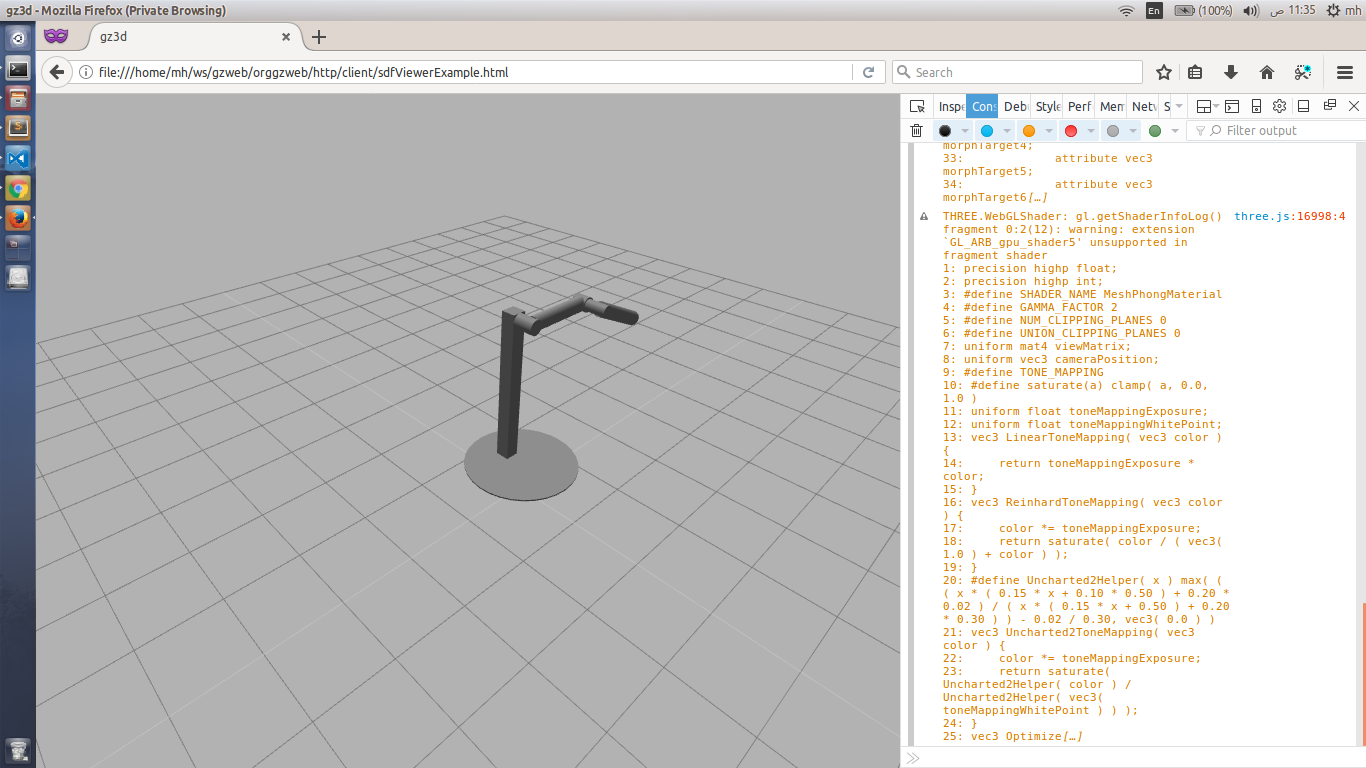 gz3d - Mozilla Firefox (Private Browsing)
En
(100%)
11:35 ص
mh
gz3d
file:///home/mh/ws/gzweb/orggzweb/http/client/sdfViewerExample.html
Search
Inspe
Cons
Deb
Style
Perf
Mem
Netv
S
Filter output
morphTarget4;
33:             attribute vec3
morphTarget5;
34:             attribute vec3
morphTarget6[…]
THREE.WebGLShader: gl.getShaderInfoLog() three.js:16998:4
fragment 0:2(12): warning: extension
`GL_ARB_gpu_shader5' unsupported in
fragment shader
1: precision highp float;
2: precision highp int;
3: #define SHADER_NAME MeshPhongMaterial
4: #define GAMMA_FACTOR 2
5: #define NUM_CLIPPING_PLANES 0
6: #define UNION_CLIPPING_PLANES 0
7: uniform mat4 viewMatrix;
8: uniform vec3 cameraPosition;
9: #define TONE_MAPPING
10: #define saturate(a) clamp( a, 0.0,
1.0 )
11: uniform float toneMappingExposure;
12: uniform float toneMappingWhitePoint;
13: vec3 LinearToneMapping( vec3 color )
{
14:     return toneMappingExposure *
color;
15: }
16: vec3 ReinhardToneMapping( vec3 color
) {
17:     color *= toneMappingExposure;
18:     return saturate( color / ( vec3(
1.0 ) + color ) );
19: }
20: #define Uncharted2Helper( x ) max( (
( x * ( 0.15 * x + 0.10 * 0.50 ) + 0.20 *
0.02 ) / ( x * ( 0.15 * x + 0.50 ) + 0.20
* 0.30 ) ) - 0.02 / 0.30, vec3( 0.0 ) )
21: vec3 Uncharted2ToneMapping( vec3
color ) {
22:     color *= toneMappingExposure;
23:     return saturate(
Uncharted2Helper( color ) /
Uncharted2Helper( vec3(
toneMappingWhitePoint ) ) );
24: }
25: vec3 Optimize[…]